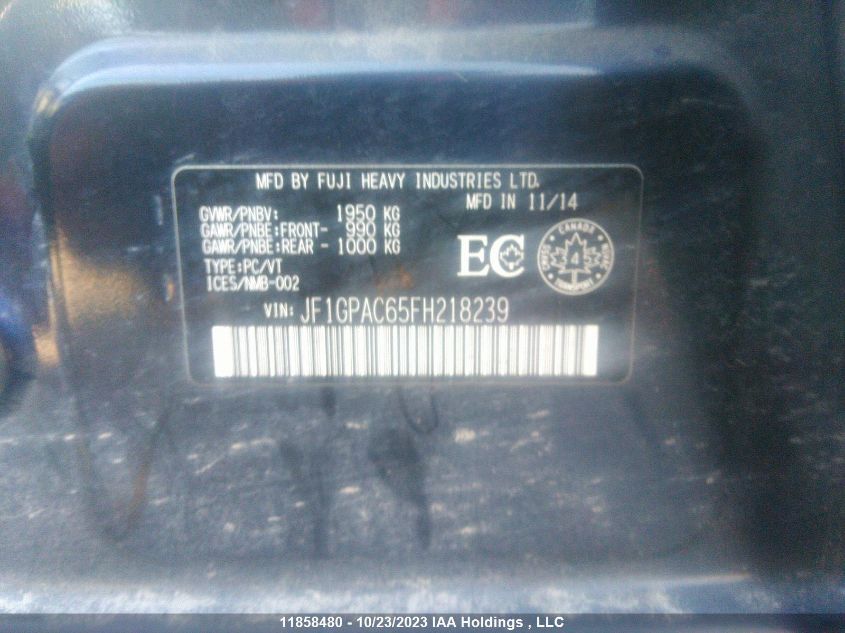 MFD BY FUJI HEAVY INDUSTRIES LTD.
MFD IN 11/14
GVWR/PNBV: 1950 KG
GAWR/PNBE:FRONT- 990 KG
GAWR/PNBE:REAR - 1000 KG
TYPE:PC/VT
ICES/NMB-002
EC
CANADA
4
TRANSPORT
VIN: JF1GPAC65FH218239
11858480 - 10/23/2023 IAA Holdings , LLC